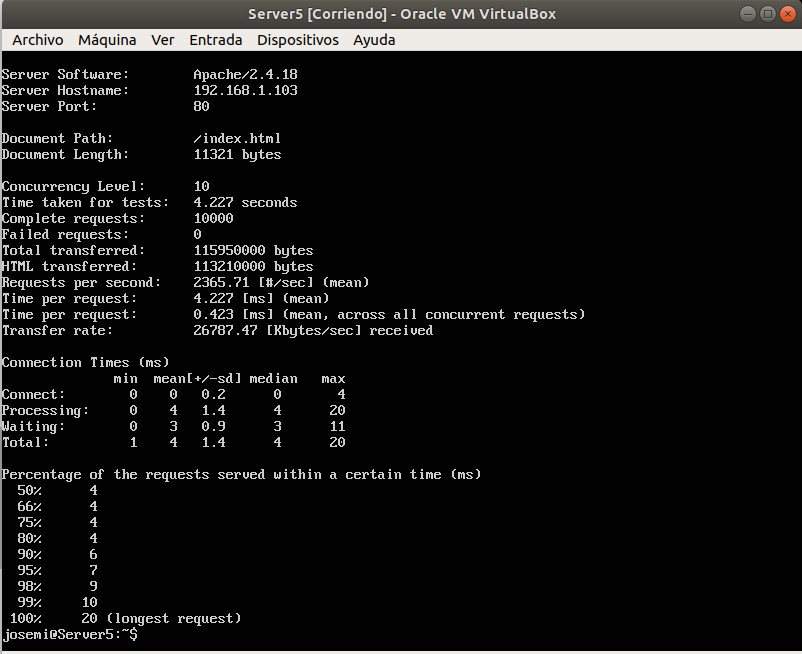 Server5 [Corriendo] - Oracle VM VirtualBox
Archivo Máquina Ver Entrada Dispositivos Ayuda
Server Software: Apache/2.4.18
Server Hostname: 192.168.1.103
Server Port: 80
Document Path: /index.html
Document Length: 11321 bytes
Concurrency Level: 10
Time taken for tests: 4.227 seconds
Complete requests: 10000
Failed requests: 0
Total transferred: 115950000 bytes
HTML transferred: 113210000 bytes
Requests per second: 2365.71 [#/sec] (mean)
Time per request: 4.227 [ms] (mean)
Time per request: 0.423 [ms] (mean, across all concurrent requests)
Transfer rate: 26787.47 [Kbytes/sec] received
Connection Times (ms)
min mean[+/-sd] median max
Connect: 0 0 0.2 0 4
Processing: 0 4 1.4 4 20
Waiting: 0 3 0.9 3 11
Total: 1 4 1.4 4 20
Percentage of the requests served within a certain time (ms)
50% 4
66% 4
75% 4
80% 4
90% 6
95% 7
98% 9
99% 10
100% 20 (longest request)
josemi@Server5:~$